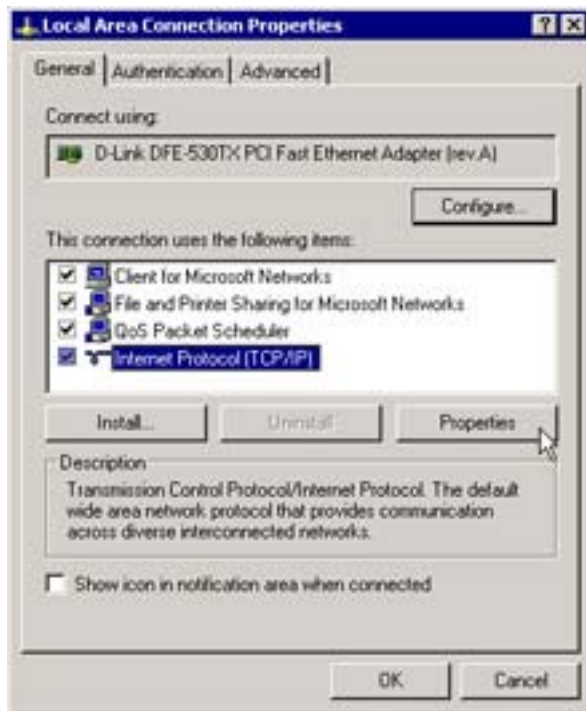 Local Area Connection Properties
General Authentication Advanced
Connect using:
D-Link DFE-530TX PCI Fast Ethernet Adapter (rev.A)
Configure...
This connection uses the following items:
Client for Microsoft Networks
File and Printer Sharing for Microsoft Networks
QoS Packet Scheduler
Internet Protocol (TCP/IP)
Install... Uninstall Properties
Description
Transmission Control Protocol/Internet Protocol. The default
wide area network protocol that provides communication
across diverse interconnected networks.
Show icon in notification area when connected
OK Cancel